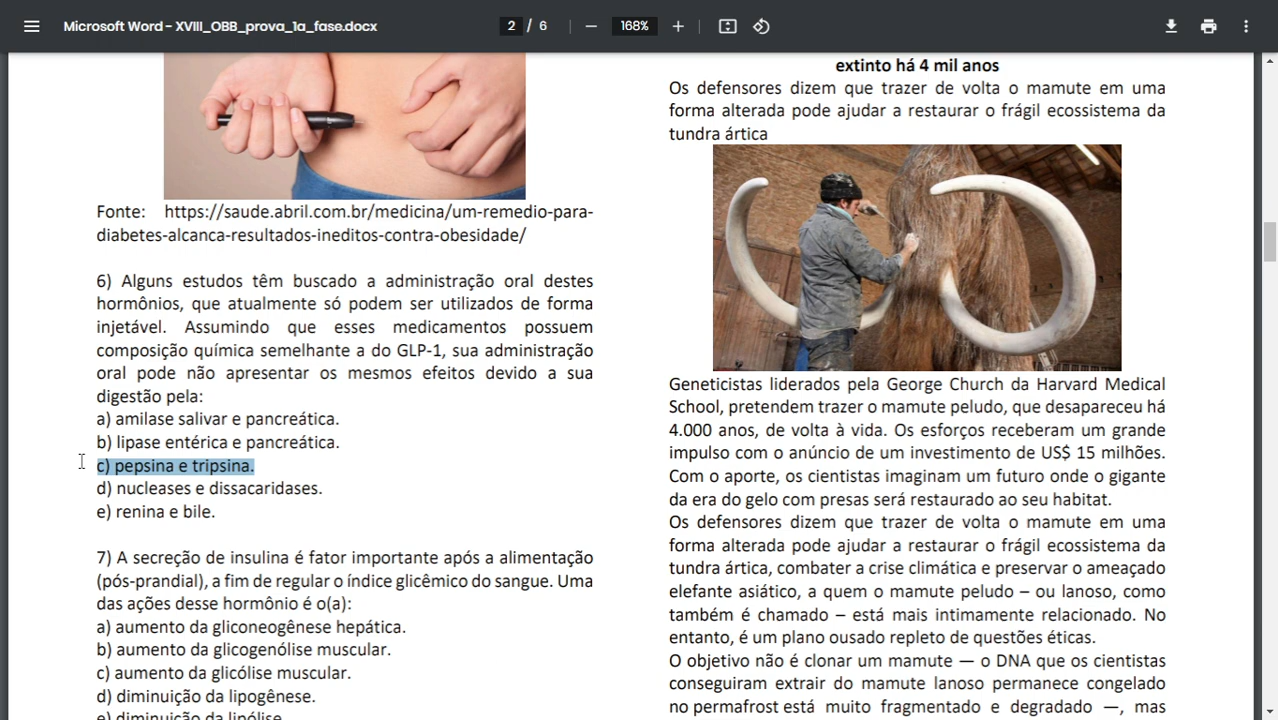 Microsoft Word - XVIII_OBB_prova_1a_fase.docx
2 / 6
168%
Fonte: https://saude.abril.com.br/medicina/um-remedio-para-
diabetes-alcanca-resultados-ineditos-contra-obesidade/
6) Alguns estudos têm buscado a administração oral destes
hormônios, que atualmente só podem ser utilizados de forma
injetável. Assumindo que esses medicamentos possuem
composição química semelhante a do GLP-1, sua administração
oral pode não apresentar os mesmos efeitos devido a sua
digestão pela:
a) amilase salivar e pancreática.
b) lipase entérica e pancreática.
c) pepsina e tripsina.
d) nucleases e dissacaridases.
e) renina e bile.
7) A secreção de insulina é fator importante após a alimentação
(pós-prandial), a fim de regular o índice glicêmico do sangue. Uma
das ações desse hormônio é o(a):
a) aumento da gliconeogênese hepática.
b) aumento da glicogenólise muscular.
c) aumento da glicólise muscular.
d) diminuição da lipogênese.
e) diminuição da lipólise
extinto há 4 mil anos
Os defensores dizem que trazer de volta o mamute em uma
forma alterada pode ajudar a restaurar o frágil ecossistema da
tundra ártica
Geneticistas liderados pela George Church da Harvard Medical
School, pretendem trazer o mamute peludo, que desapareceu há
4.000 anos, de volta à vida. Os esforços receberam um grande
impulso com o anúncio de um investimento de US$ 15 milhões.
Com o aporte, os cientistas imaginam um futuro onde o gigante
da era do gelo com presas será restaurado ao seu habitat.
Os defensores dizem que trazer de volta o mamute em uma
forma alterada pode ajudar a restaurar o frágil ecossistema da
tundra ártica, combater a crise climática e preservar o ameaçado
elefante asiático, a quem o mamute peludo – ou lanoso, como
também é chamado – está mais intimamente relacionado. No
entanto, é um plano ousado repleto de questões éticas.
O objetivo não é clonar um mamute — o DNA que os cientistas
conseguiram extrair do mamute lanoso permanece congelado
no permafrost está muito fragmentado e degradado —, mas